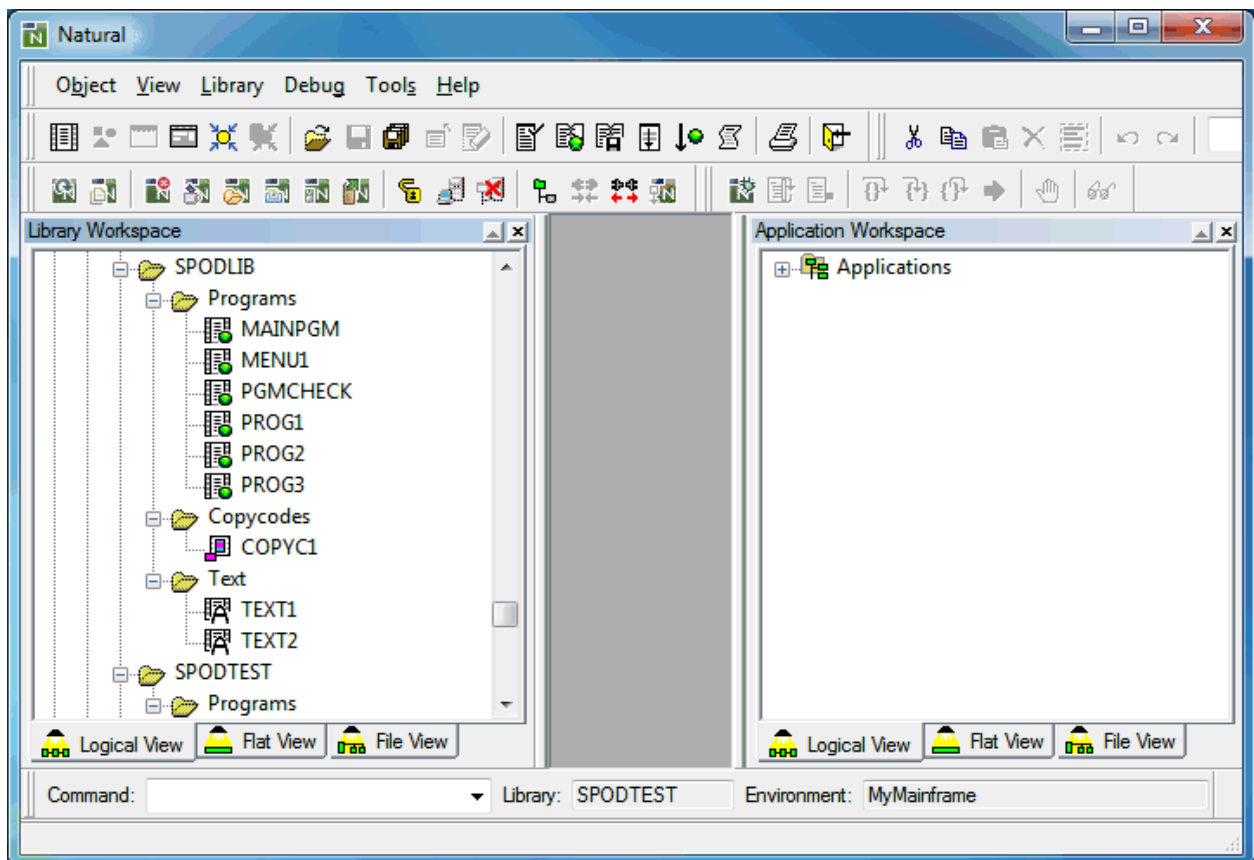 Natural
Object View Library Debug Tools Help
Library Workspace
SPODLIB
Programs
MAINPGM
MENU1
PGMCHECK
PROG1
PROG2
PROG3
Copycodes
COPYC1
Text
TEXT1
TEXT2
SPODTEST
Programs
Logical View Flat View File View
Application Workspace
Applications
Logical View Flat View File View
Command: Library: SPODTEST Environment: MyMainframe